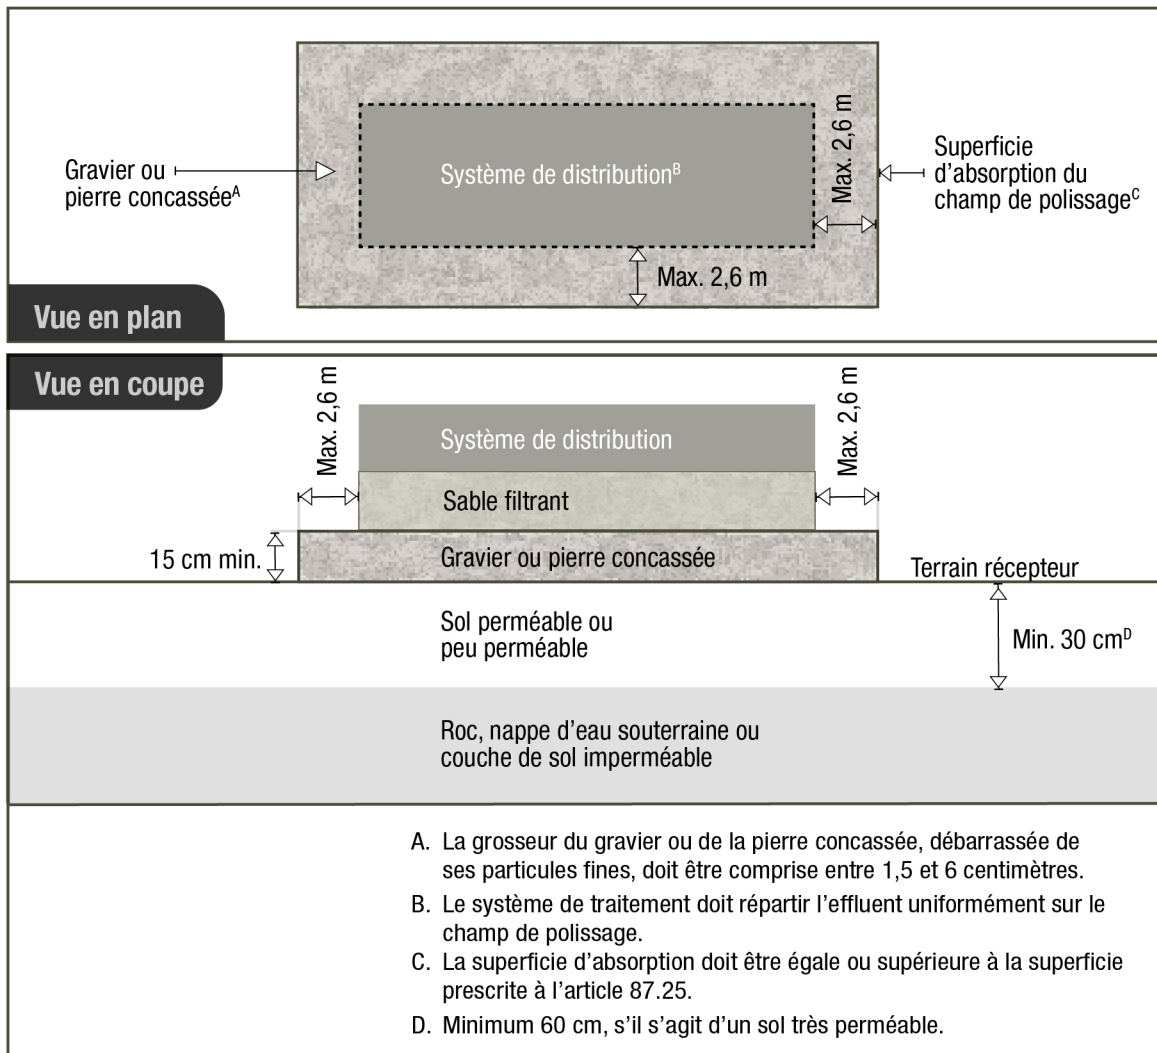 Gravier ou
pierre concassée^A
Système de distribution^B
Max. 2,6 m
Superficie
d'absorption du
champ de polissage^C
Max. 2,6 m
Vue en plan
Vue en coupe
Max. 2,6 m
Système de distribution
Max. 2,6 m
Sable filtrant
15 cm min.
Gravier ou pierre concassée
Terrain récepteur
Sol perméable ou
peu perméable
Min. 30 cm^D
Roc, nappe d'eau souterraine ou
couche de sol imperméable
A. La grosseur du gravier ou de la pierre concassée, débarrassée de
ses particules fines, doit être comprise entre 1,5 et 6 centimètres.
B. Le système de traitement doit répartir l'effluent uniformément sur le
champ de polissage.
C. La superficie d'absorption doit être égale ou supérieure à la superficie
prescrite à l'article 87.25.
D. Minimum 60 cm, s'il s'agit d'un sol très perméable.